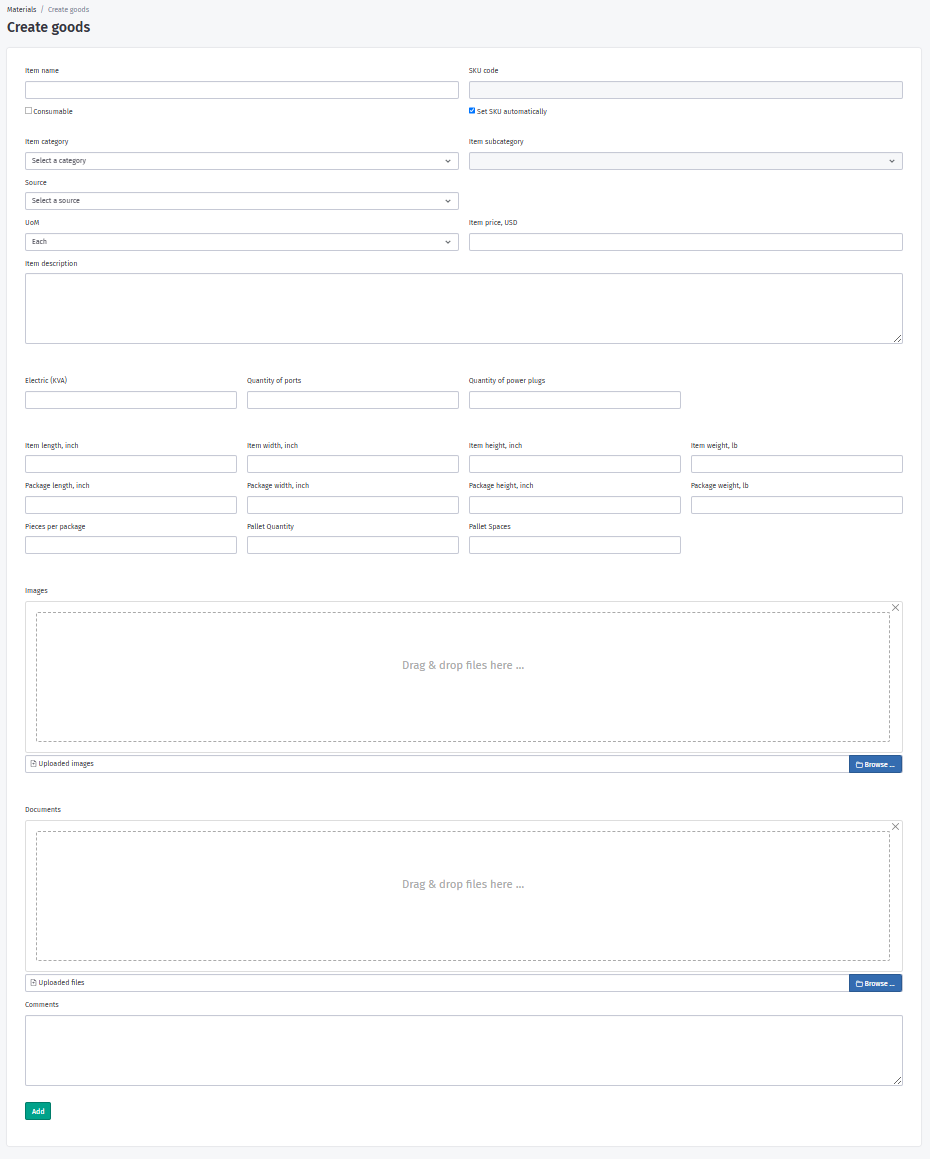 Materials / Create goods
Create goods
Item name SKU code
Consumable Set SKU automatically
Item category Item subcategory
Select a category
Source
Select a source
UoM Item price, USD
Each
Item description
Electric (KVA) Quantity of ports Quantity of power plugs
Item length, inch Item width, inch Item height, inch Item weight, lb
Package length, inch Package width, inch Package height, inch Package weight, lb
Pieces per package Pallet Quantity Pallet Spaces
Images
Drag & drop files here ...
Uploaded images Browse ...
Documents
Drag & drop files here ...
Uploaded files Browse ...
Comments
Add